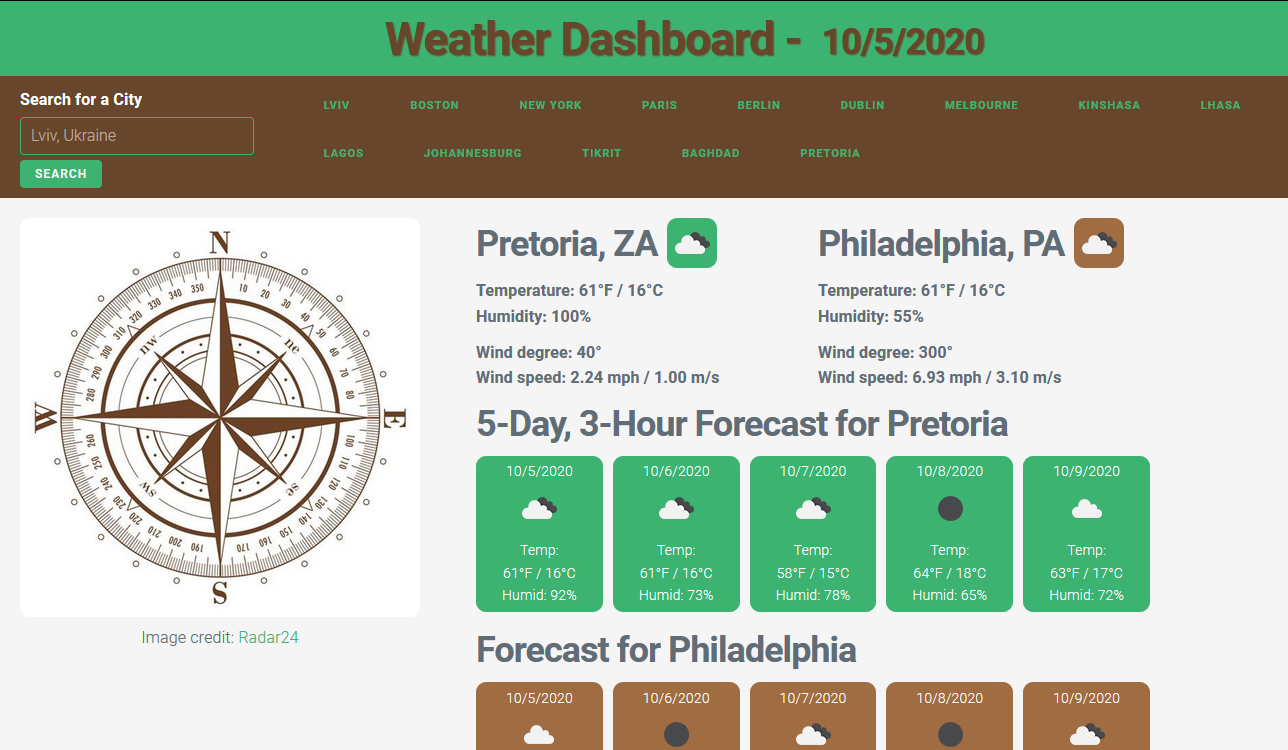 Weather Dashboard - 10/5/2020
Search for a City
Lviv, Ukraine
SEARCH
LVIV BOSTON NEW YORK PARIS BERLIN DUBLIN MELBOURNE KINSHASA LHASA
LAGOS JOHANNESBURG TIKRIT BAGHDAD PRETORIA
N
350 10 20 30 40 50 60 70 80
E
100 110 120 130 140 150 160 170
S
190 200 210 220 230 240 250 260
W
280 290 300 310 320 330 340
nw ne
sw se
Image credit: Radar24
Pretoria, ZA
Temperature: 61°F / 16°C
Humidity: 100%
Wind degree: 40°
Wind speed: 2.24 mph / 1.00 m/s
Philadelphia, PA
Temperature: 61°F / 16°C
Humidity: 55%
Wind degree: 300°
Wind speed: 6.93 mph / 3.10 m/s
5-Day, 3-Hour Forecast for Pretoria
10/5/2020
Temp:
61°F / 16°C
Humid: 92%
10/6/2020
Temp:
61°F / 16°C
Humid: 73%
10/7/2020
Temp:
58°F / 15°C
Humid: 78%
10/8/2020
Temp:
64°F / 18°C
Humid: 65%
10/9/2020
Temp:
63°F / 17°C
Humid: 72%
Forecast for Philadelphia
10/5/2020
10/6/2020
10/7/2020
10/8/2020
10/9/2020